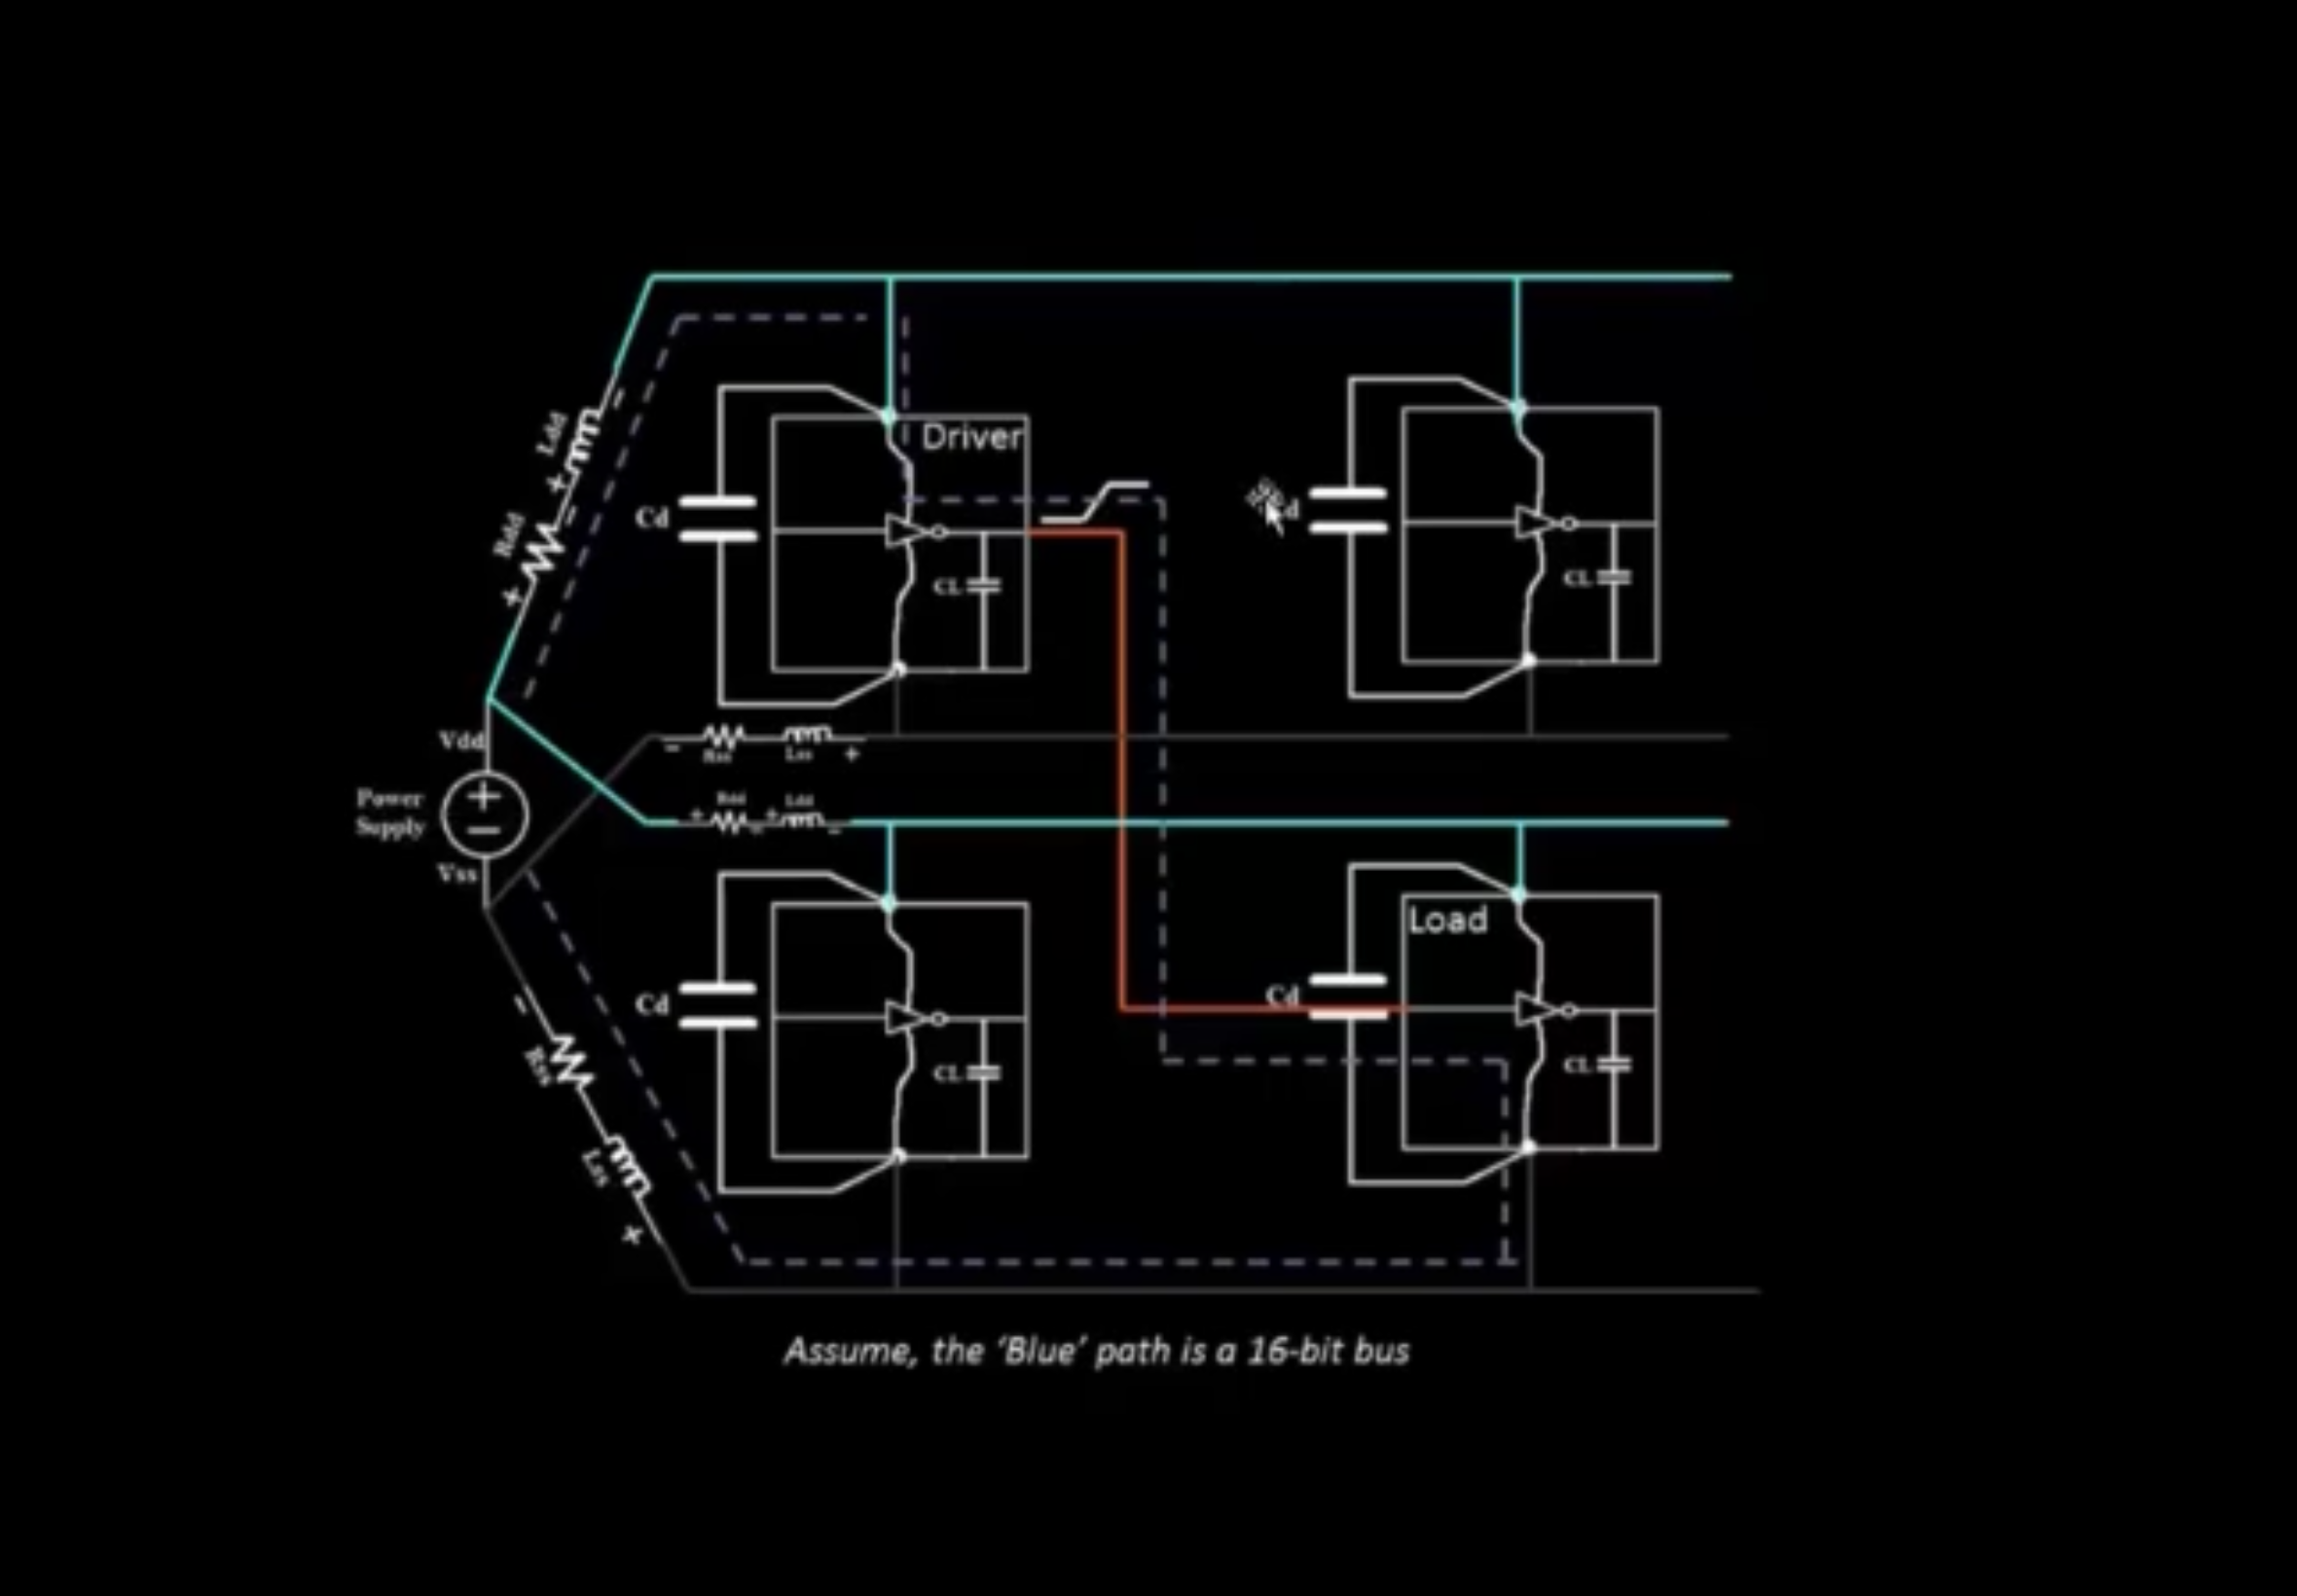 Ldd
Driver
Rdd
Cd
CL
CL
Vdd
Rss
Lss
Power
Supply
Rdd
Ldd
Vss
Load
Cd
Cd
CL
CL
Rss
Lss
Assume, the ‘Blue’ path is a 16-bit bus